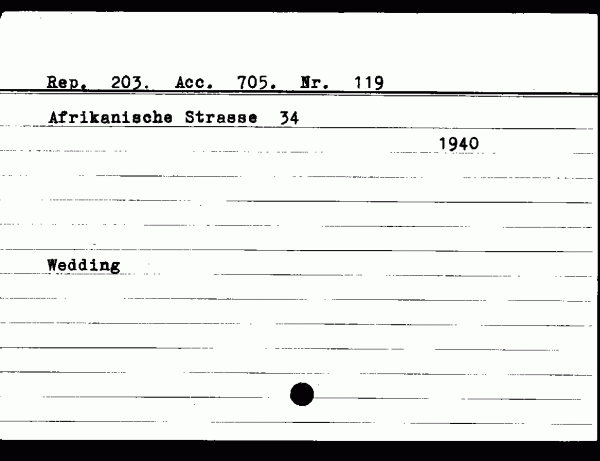 Rep. 203. Acc. 705. Nr. 119
Afrikanische Strasse 34
1940
Wedding